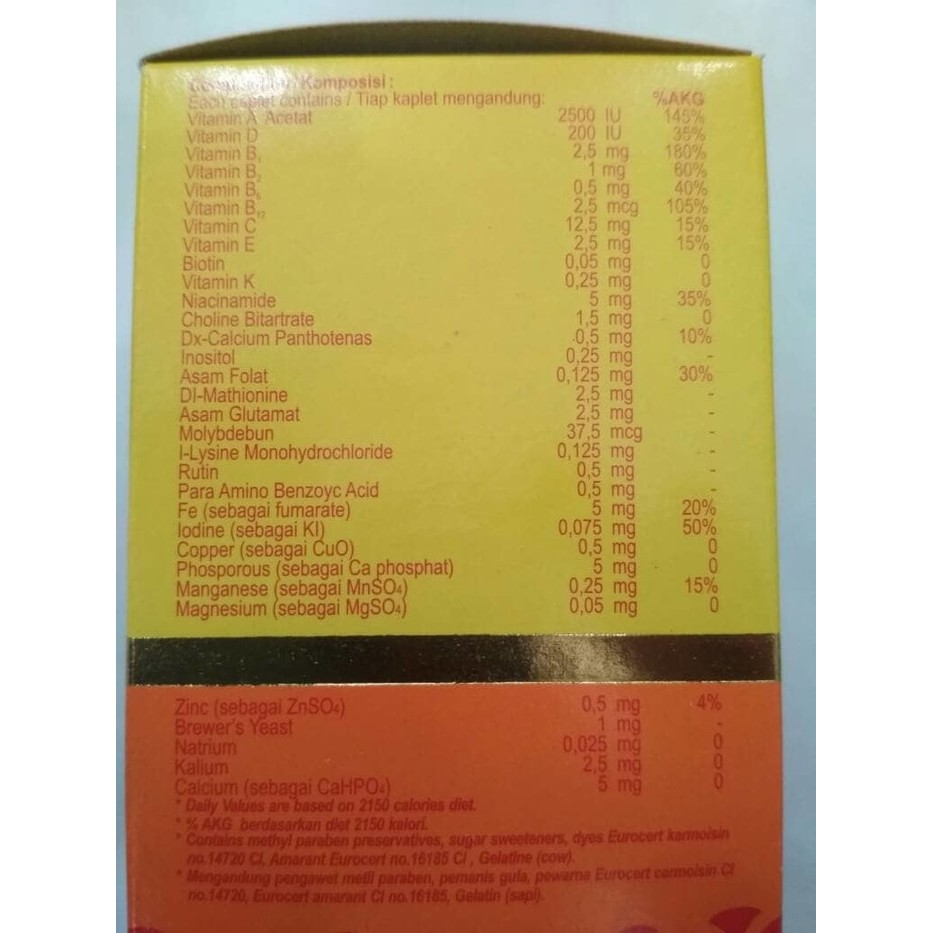 / Komposisi :
Each caplet contains / Tiap kaplet mengandung: %AKG
Vitamin A Acetat 2500 IU 145%
Vitamin D 200 IU 35%
Vitamin B1 2,5 mg 180%
Vitamin B2 1 mg 60%
Vitamin B6 0,5 mg 40%
Vitamin B12 2,5 mcg 105%
Vitamin C 12,5 mg 15%
Vitamin E 2,5 mg 15%
Biotin 0,05 mg 0
Vitamin K 0,25 mg 0
Niacinamide 5 mg 35%
Choline Bitartrate 1,5 mg 0
Dx-Calcium Panthotenas 0,5 mg 10%
Inositol 0,25 mg -
Asam Folat 0,125 mg 30%
Dl-Mathionine 2,5 mg -
Asam Glutamat 2,5 mg -
Molybdebun 37,5 mcg -
l-Lysine Monohydrochloride 0,125 mg -
Rutin 0,5 mg -
Para Amino Benzoyc Acid 0,5 mg -
Fe (sebagai fumarate) 5 mg 20%
Iodine (sebagai KI) 0,075 mg 50%
Copper (sebagai CuO) 0,5 mg 0
Phosporous (sebagai Ca phosphat) 5 mg 0
Manganese (sebagai MnSO4) 0,25 mg 15%
Magnesium (sebagai MgSO4) 0,05 mg 0
Zinc (sebagai ZnSO4) 0,5 mg 4%
Brewer's Yeast 1 mg -
Natrium 0,025 mg 0
Kalium 2,5 mg 0
Calcium (sebagai CaHPO4) 5 mg 0
* Daily Values are based on 2150 calories diet.
* % AKG berdasarkan diet 2150 kalori.
* Contains methyl paraben preservatives, sugar sweeteners, dyes Eurocert karmoisin
no.14720 CI, Amarant Eurocert no.16185 CI , Gelatine (cow).
* Mengandung pengawet metil paraben, pemanis gula, pewarna Eurocert carmoisin CI
no.14720, Eurocert amarant CI no.16185, Gelatin (sapi).